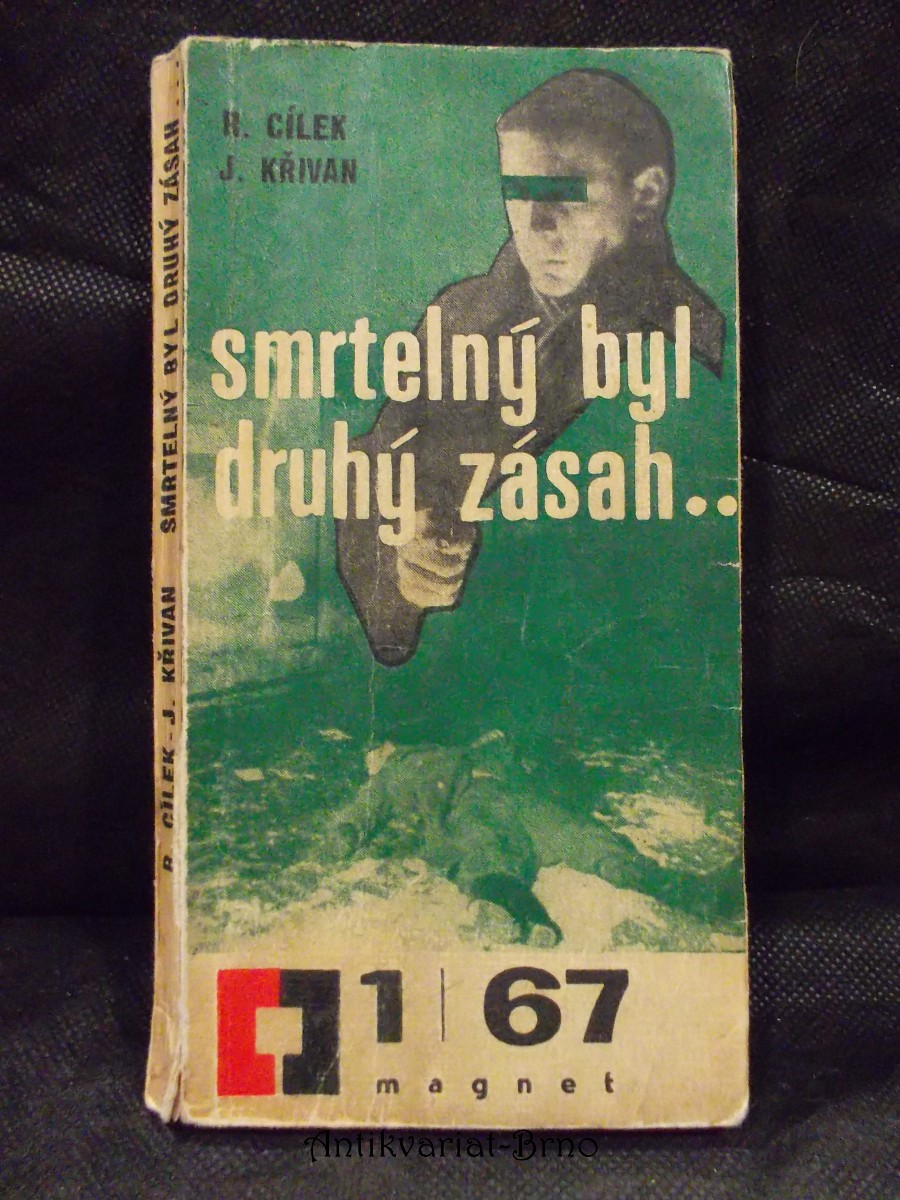 R. CÍLEK
J. KŘIVAN
smrtelný byl
druhý zásah..
R. CÍLEK - J. KŘIVAN SMRTELNÝ BYL DRUHÝ ZÁSAH . .
1 | 67
magnet
Antikvariat-Brno